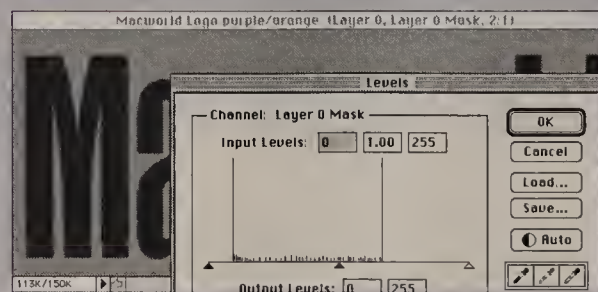 Macworld Logo purple/orange (Layer 0, Layer 0 Mask, 2:1)
Ma
Levels
Channel: Layer 0 Mask
Input Levels: 0 1.00 255
OK
Cancel
Load...
Save...
Auto
113K/150K
Output Levels: 0 255